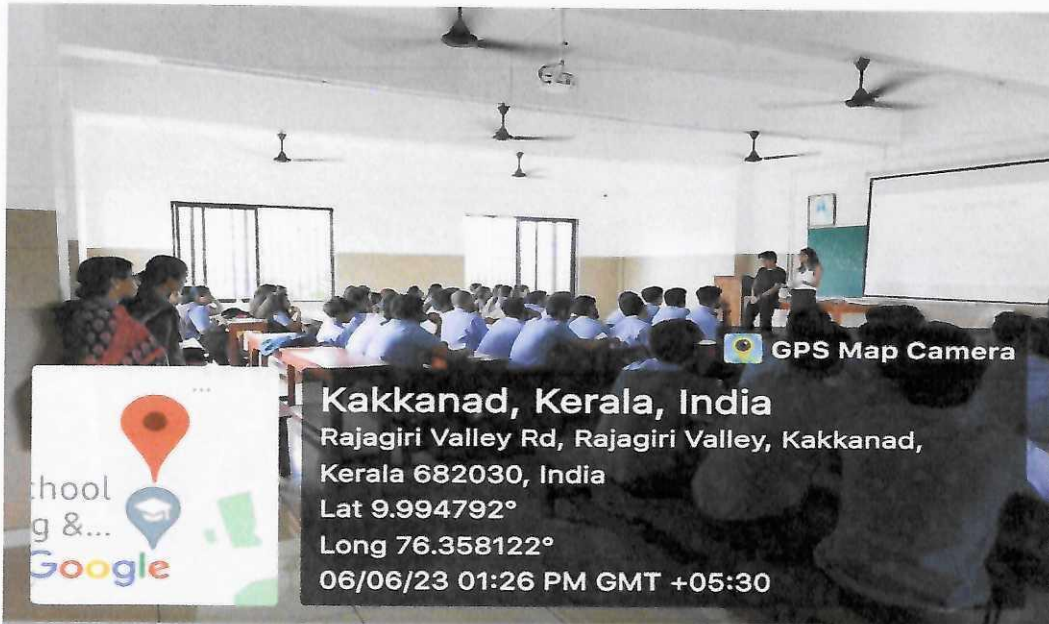 GPS Map Camera
Kakkanad, Kerala, India
Rajagiri Valley Rd, Rajagiri Valley, Kakkanad,
Kerala 682030, India
Lat 9.994792°
Long 76.358122°
06/06/23 01:26 PM GMT +05:30
...
chool
g &...
Google